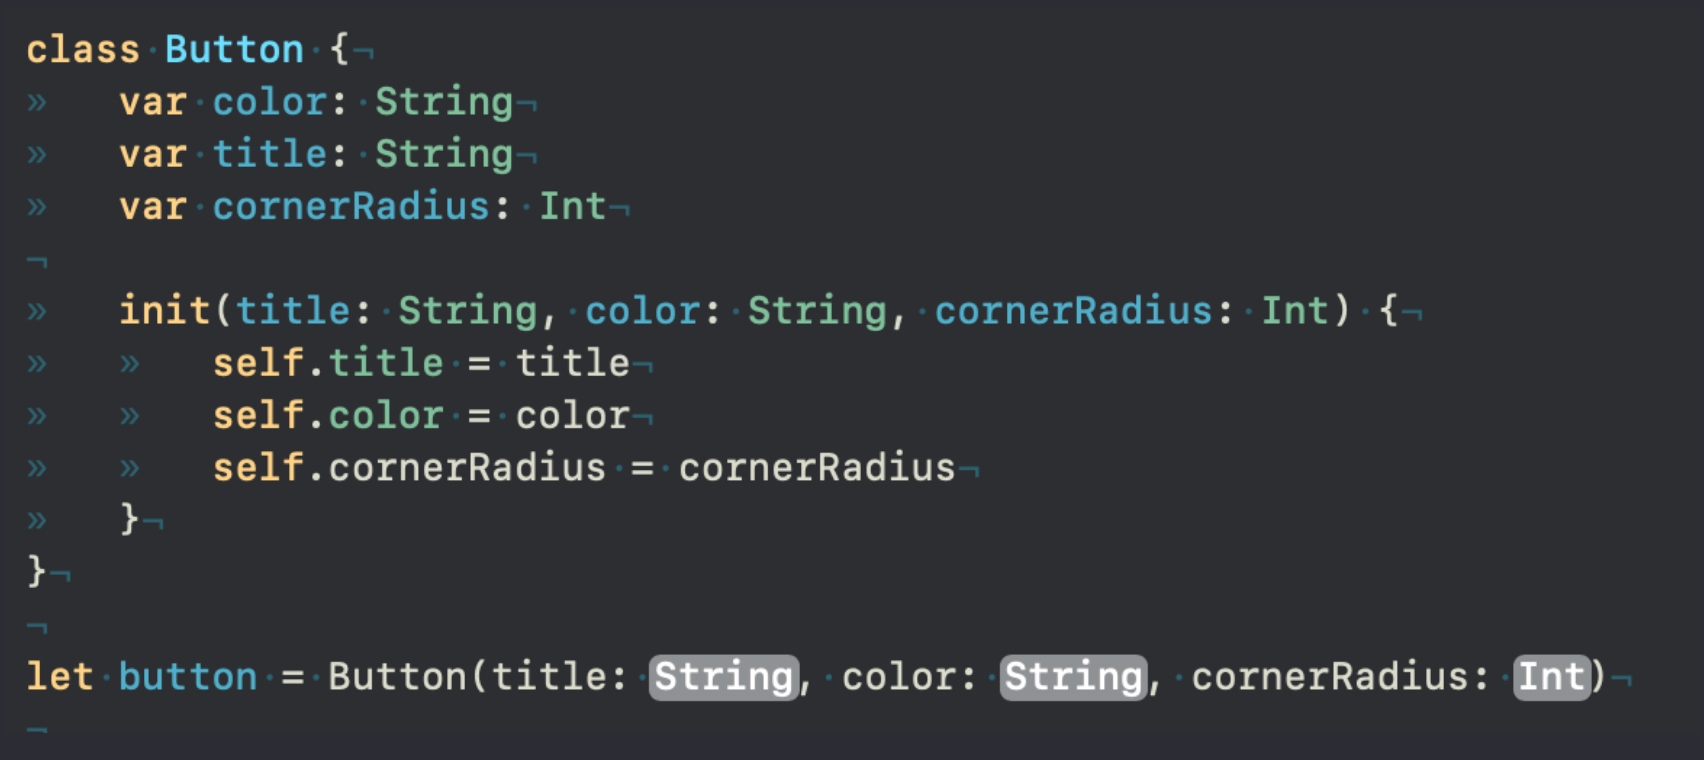 class Button {
    var color: String
    var title: String
    var cornerRadius: Int

    init(title: String, color: String, cornerRadius: Int) {
        self.title = title
        self.color = color
        self.cornerRadius = cornerRadius
    }
}

let button = Button(title: String, color: String, cornerRadius: Int)